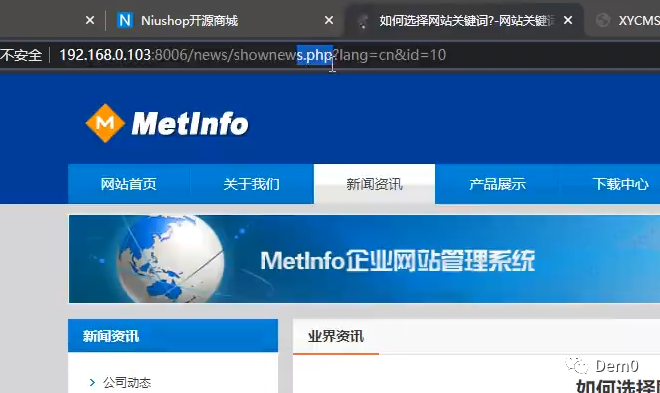 Niushop开源商城
如何选择网站关键词?-网站关键词
XYCMS
不安全 192.168.0.103:8006/news/shownews.php?lang=cn&id=10
MetInfo
网站首页 关于我们 新闻资讯 产品展示 下载中心
MetInfo企业网站管理系统
新闻资讯
业界资讯
公司动态
Dem0
如何选择